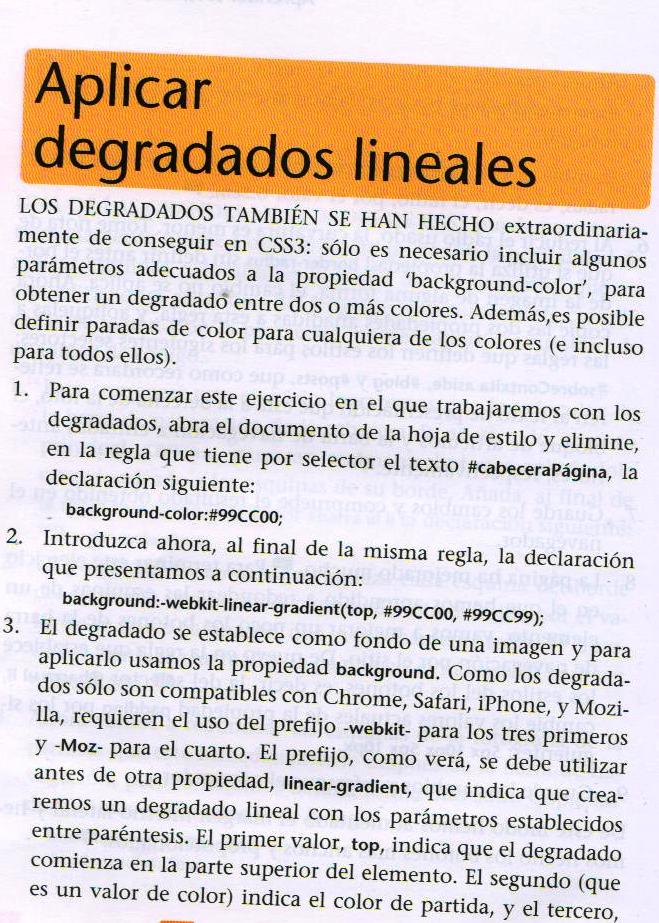 Aplicar
degradados lineales
LOS DEGRADADOS TAMBIÉN SE HAN HECHO extraordinaria-
mente de conseguir en CSS3: sólo es necesario incluir algunos
parámetros adecuados a la propiedad ‘background-color’, para
obtener un degradado entre dos o más colores. Además,es posible
definir paradas de color para cualquiera de los colores (e incluso
para todos ellos).
1. Para comenzar este ejercicio en el que trabajaremos con los
degradados, abra el documento de la hoja de estilo y elimine,
en la regla que tiene por selector el texto #cabeceraPágina, la
declaración siguiente:
background-color:#99CC00;
2. Introduzca ahora, al final de la misma regla, la declaración
que presentamos a continuación:
background:-webkit-linear-gradient(top, #99CC00, #99CC99);
3. El degradado se establece como fondo de una imagen y para
aplicarlo usamos la propiedad background. Como los degrada-
dos sólo son compatibles con Chrome, Safari, iPhone, y Mozi-
lla, requieren el uso del prefijo -webkit- para los tres primeros
y -Moz- para el cuarto. El prefijo, como verá, se debe utilizar
antes de otra propiedad, linear-gradient, que indica que crea-
remos un degradado lineal con los parámetros establecidos
entre paréntesis. El primer valor, top, indica que el degradado
comienza en la parte superior del elemento. El segundo (que
es un valor de color) indica el color de partida, y el tercero,